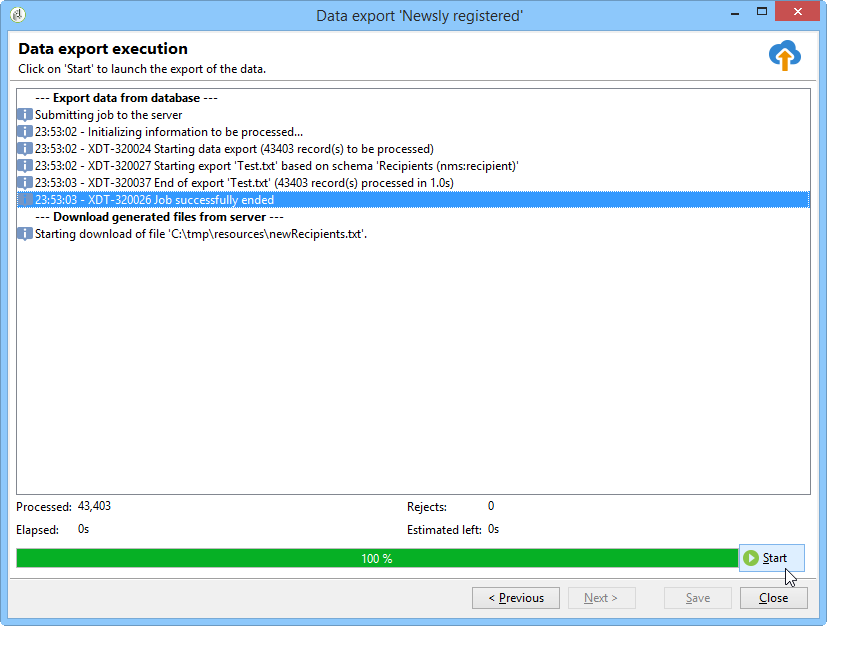 Data export 'Newsly registered'
Data export execution
Click on 'Start' to launch the export of the data.
--- Export data from database ---
Submitting job to the server
23:53:02 - Initializing information to be processed...
23:53:02 - XDT-320024 Starting data export (43403 record(s) to be processed)
23:53:02 - XDT-320027 Starting export 'Test.txt' based on schema 'Recipients (nms:recipient)'
23:53:03 - XDT-320037 End of export 'Test.txt' (43403 record(s) processed in 1.0s)
23:53:03 - XDT-320026 Job successfully ended
--- Download generated files from server ---
Starting download of file 'C:\tmp\resources\newRecipients.txt'.
Processed: 43,403 Rejects: 0
Elapsed: 0s Estimated left: 0s
100 % Start
< Previous Next > Save Close